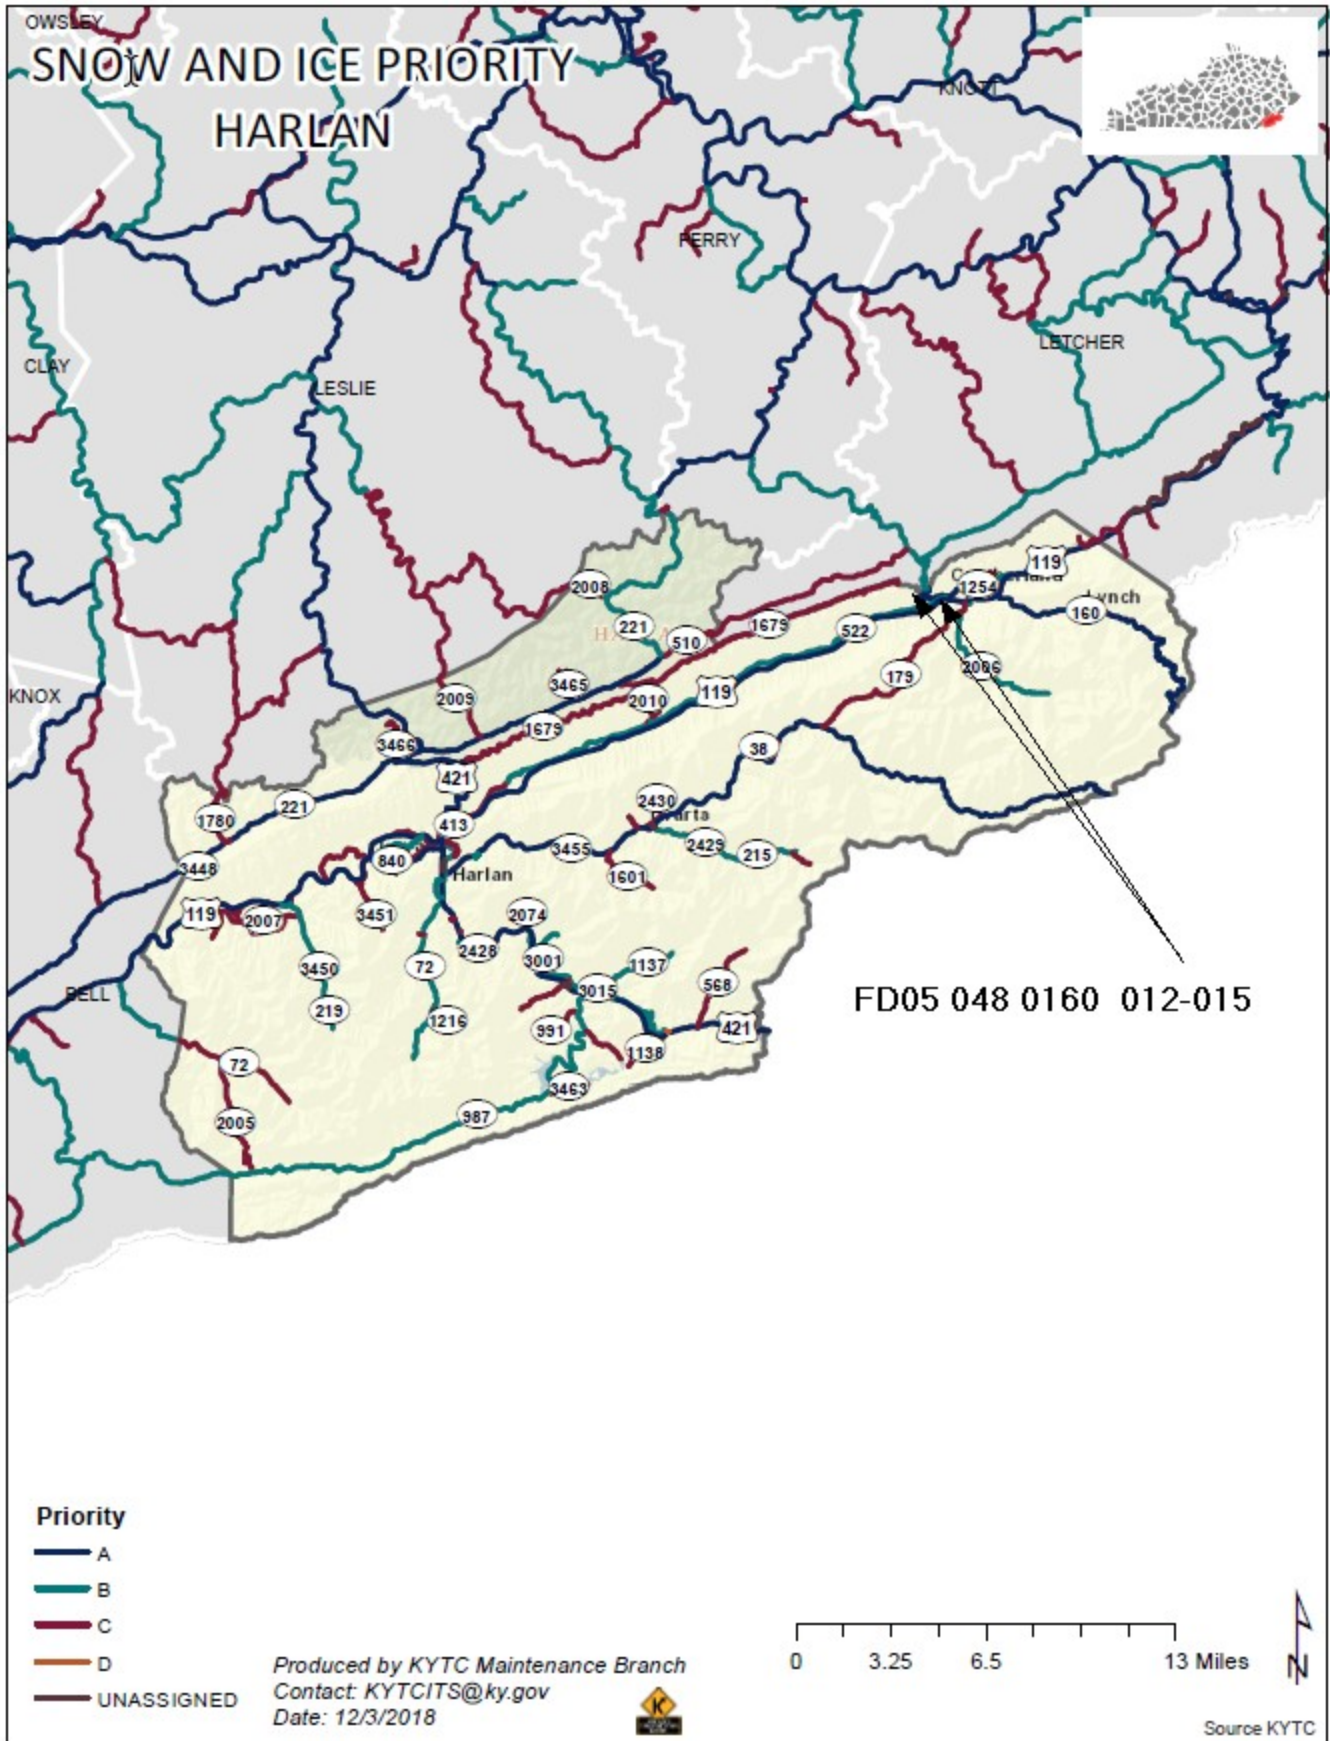 OWSLEY
SNOW AND ICE PRIORITY
HARLAN
KNOTT
PERRY
CLAY
LESLIE
LETCHER
119
1254
Lynch
160
2008
221
510
1679
522
2006
179
KNOX
2009
3465
2010
119
1679
38
3466
421
221
1780
413
2430
3448
840
3455
2429
215
Harlan
1601
119
2007
3451
2074
2428
3001
3450
72
1137
BELL
3015
568
219
1216
991
421
1138
FD05 048 0160 012-015
72
3463
2005
987
Priority
A
B
C
D
UNASSIGNED
Produced by KYTC Maintenance Branch
Contact: KYTCITS@ky.gov
Date: 12/3/2018
0 3.25 6.5 13 Miles
N
Source KYTC